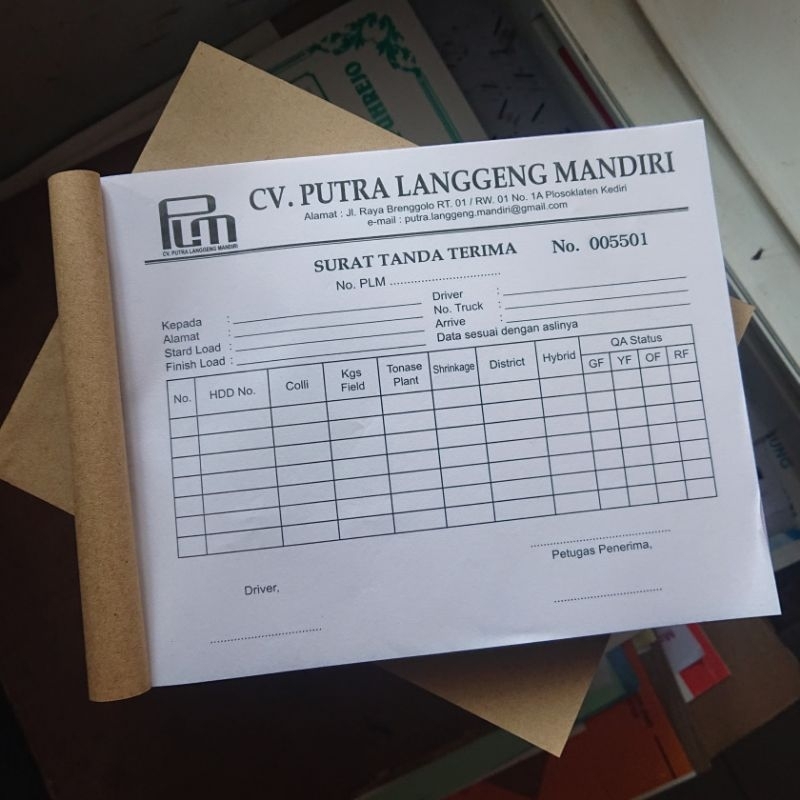 UHREJO
PLM
CV. PUTRA LANGGENG MANDIRI
CV. PUTRA LANGGENG MANDIRI
Alamat : Jl. Raya Brenggolo RT. 01 / RW. 01 No. 1A Plosoklaten Kediri
e-mail : putra.langgeng.mandiri@gmail.com
SURAT TANDA TERIMA No. 005501
No. PLM ..............................
Kepada :
Alamat :
Stard Load :
Finish Load :
Driver :
No. Truck :
Arrive :
Data sesuai dengan aslinya
No. HDD No. Colli Kgs Field Tonase Plant Shrinkage District Hybrid QA Status
GF YF OF RF
Driver,
Petugas Penerima,
UNG